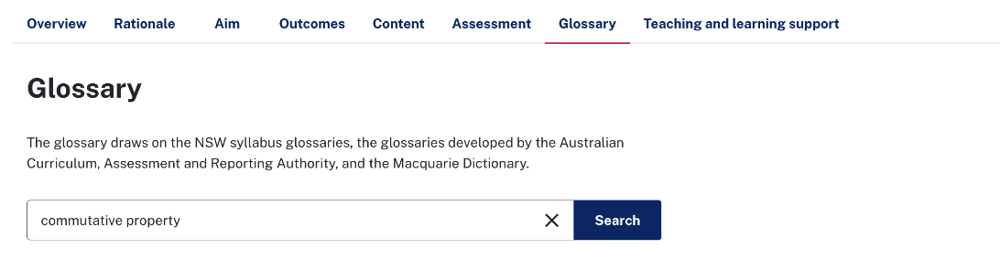 Overview Rationale Aim Outcomes Content Assessment Glossary Teaching and learning support
Glossary
The glossary draws on the NSW syllabus glossaries, the glossaries developed by the Australian
Curriculum, Assessment and Reporting Authority, and the Macquarie Dictionary.
commutative property Search